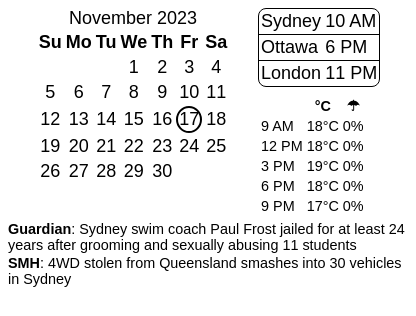 November 2023
Su Mo Tu We Th Fr Sa
1 2 3 4
5 6 7 8 9 10 11
12 13 14 15 16 17 18
19 20 21 22 23 24 25
26 27 28 29 30
Sydney 10 AM
Ottawa 6 PM
London 11 PM
°C ☂
9 AM 18°C 0%
12 PM 18°C 0%
3 PM 19°C 0%
6 PM 18°C 0%
9 PM 17°C 0%
Guardian: Sydney swim coach Paul Frost jailed for at least 24
years after grooming and sexually abusing 11 students
SMH: 4WD stolen from Queensland smashes into 30 vehicles
in Sydney